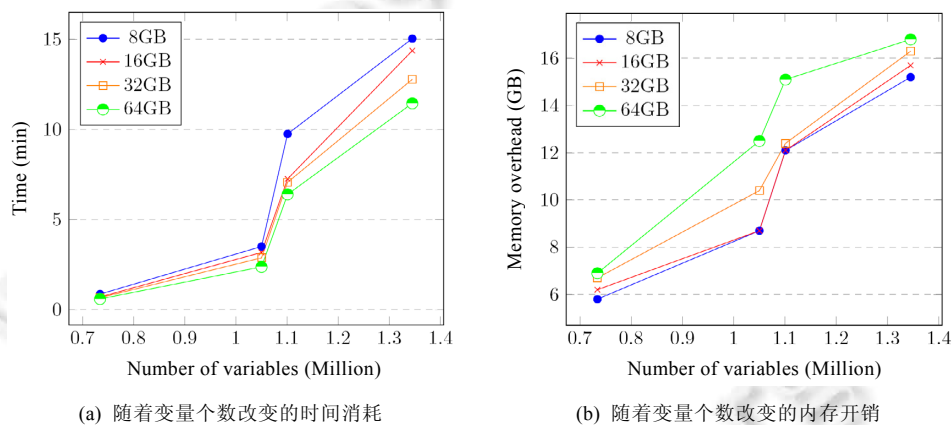 15
10
5
0
Time (min)
8GB
16GB
32GB
64GB
0.7 0.8 0.9 1 1.1 1.2 1.3 1.4
Number of variables (Million)
(a) 随着变量个数改变的时间消耗
16
14
12
10
8
6
Memory overhead (GB)
8GB
16GB
32GB
64GB
0.7 0.8 0.9 1 1.1 1.2 1.3 1.4
Number of variables (Million)
(b) 随着变量个数改变的内存开销